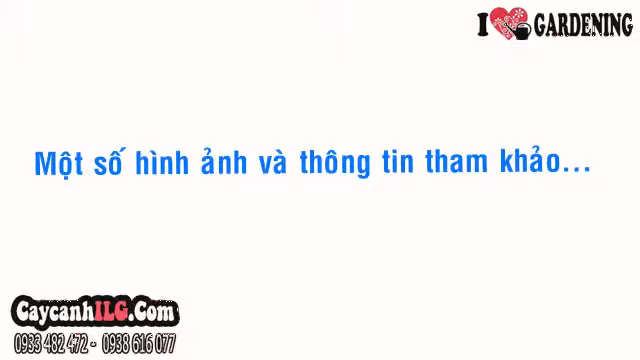 I GARDENING
Một số hình ảnh và thông tin tham khảo...
CaycanhILG.Com
0933 482 472 - 0938 616 077